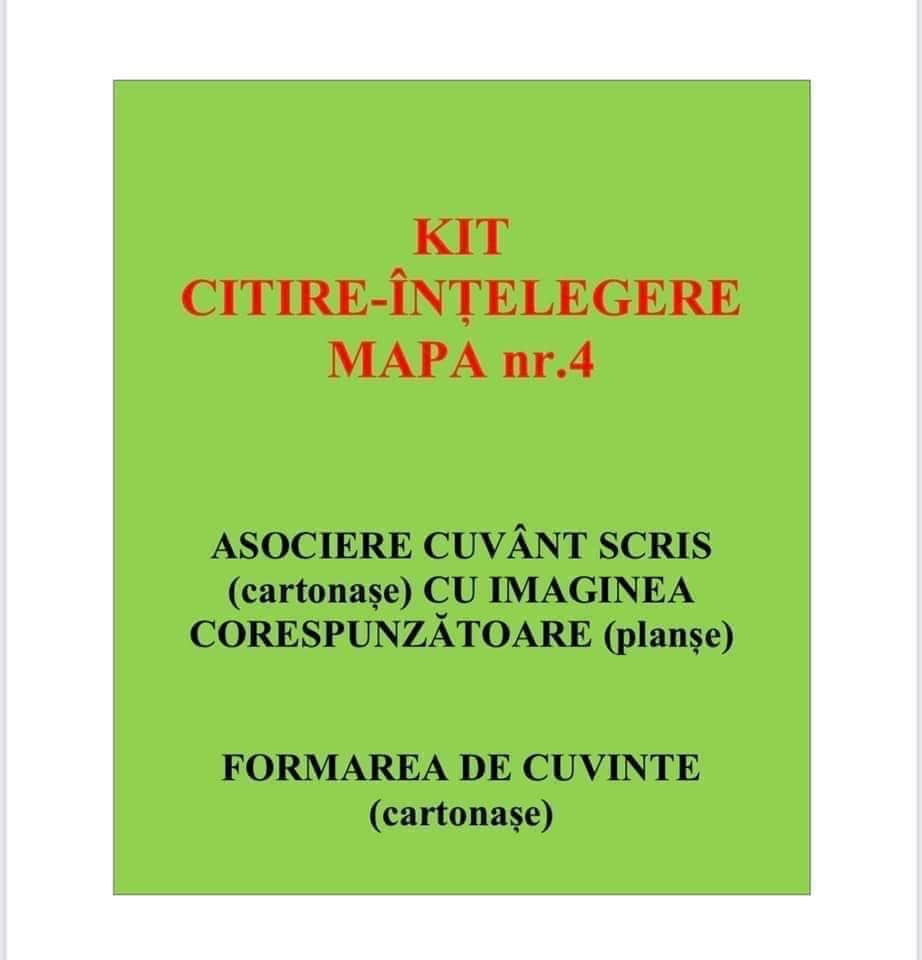 KIT
CITIRE-ÎNȚELEGERE
MAPA nr.4
ASOCIERE CUVÂNT SCRIS
(cartonașe) CU IMAGINEA
CORESPUNZĂTOARE (planșe)
FORMAREA DE CUVINTE
(cartonașe)